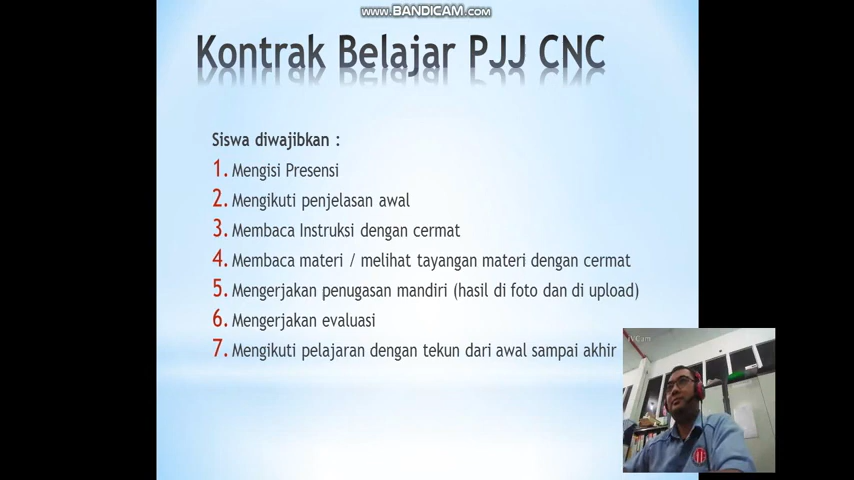 www.BANDICAM.com
Kontrak Belajar PJJ CNC
Siswa diwajibkan :
1. Mengisi Presensi
2. Mengikuti penjelasan awal
3. Membaca Instruksi dengan cermat
4. Membaca materi / melihat tayangan materi dengan cermat
5. Mengerjakan penugasan mandiri (hasil di foto dan di upload)
6. Mengerjakan evaluasi
7. Mengikuti pelajaran dengan tekun dari awal sampai akhir
iVCam